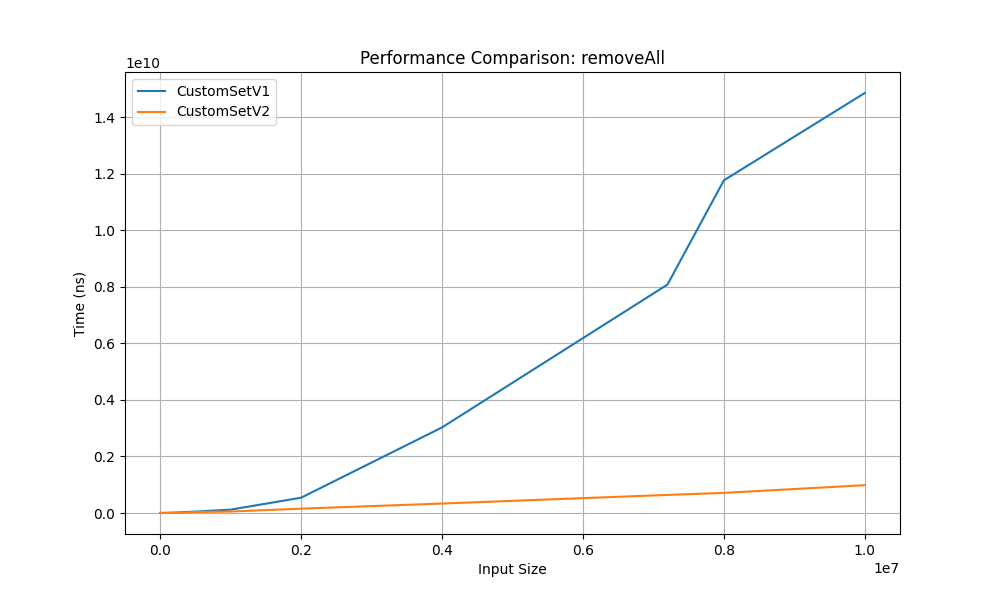 Performance Comparison: removeAll
1e10
CustomSetV1
CustomSetV2
1.4
1.2
1.0
0.8
0.6
0.4
0.2
0.0
Time (ns)
0.0 0.2 0.4 0.6 0.8 1.0
Input Size
1e7